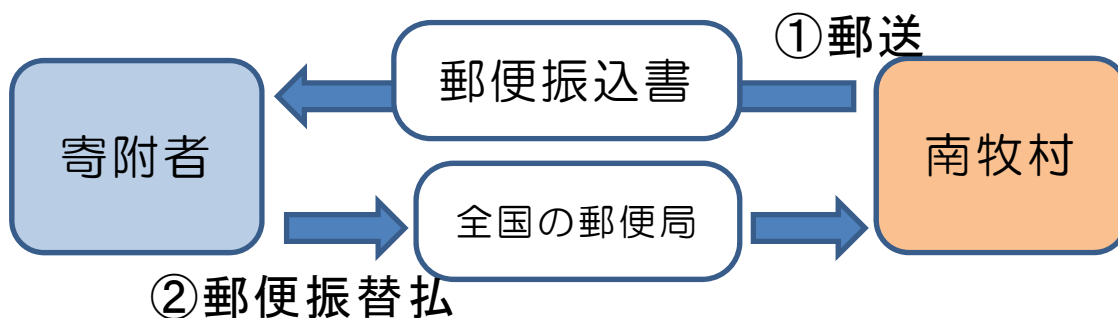 ①郵送
郵便振込書
寄附者
南牧村
全国の郵便局
②郵便振替払